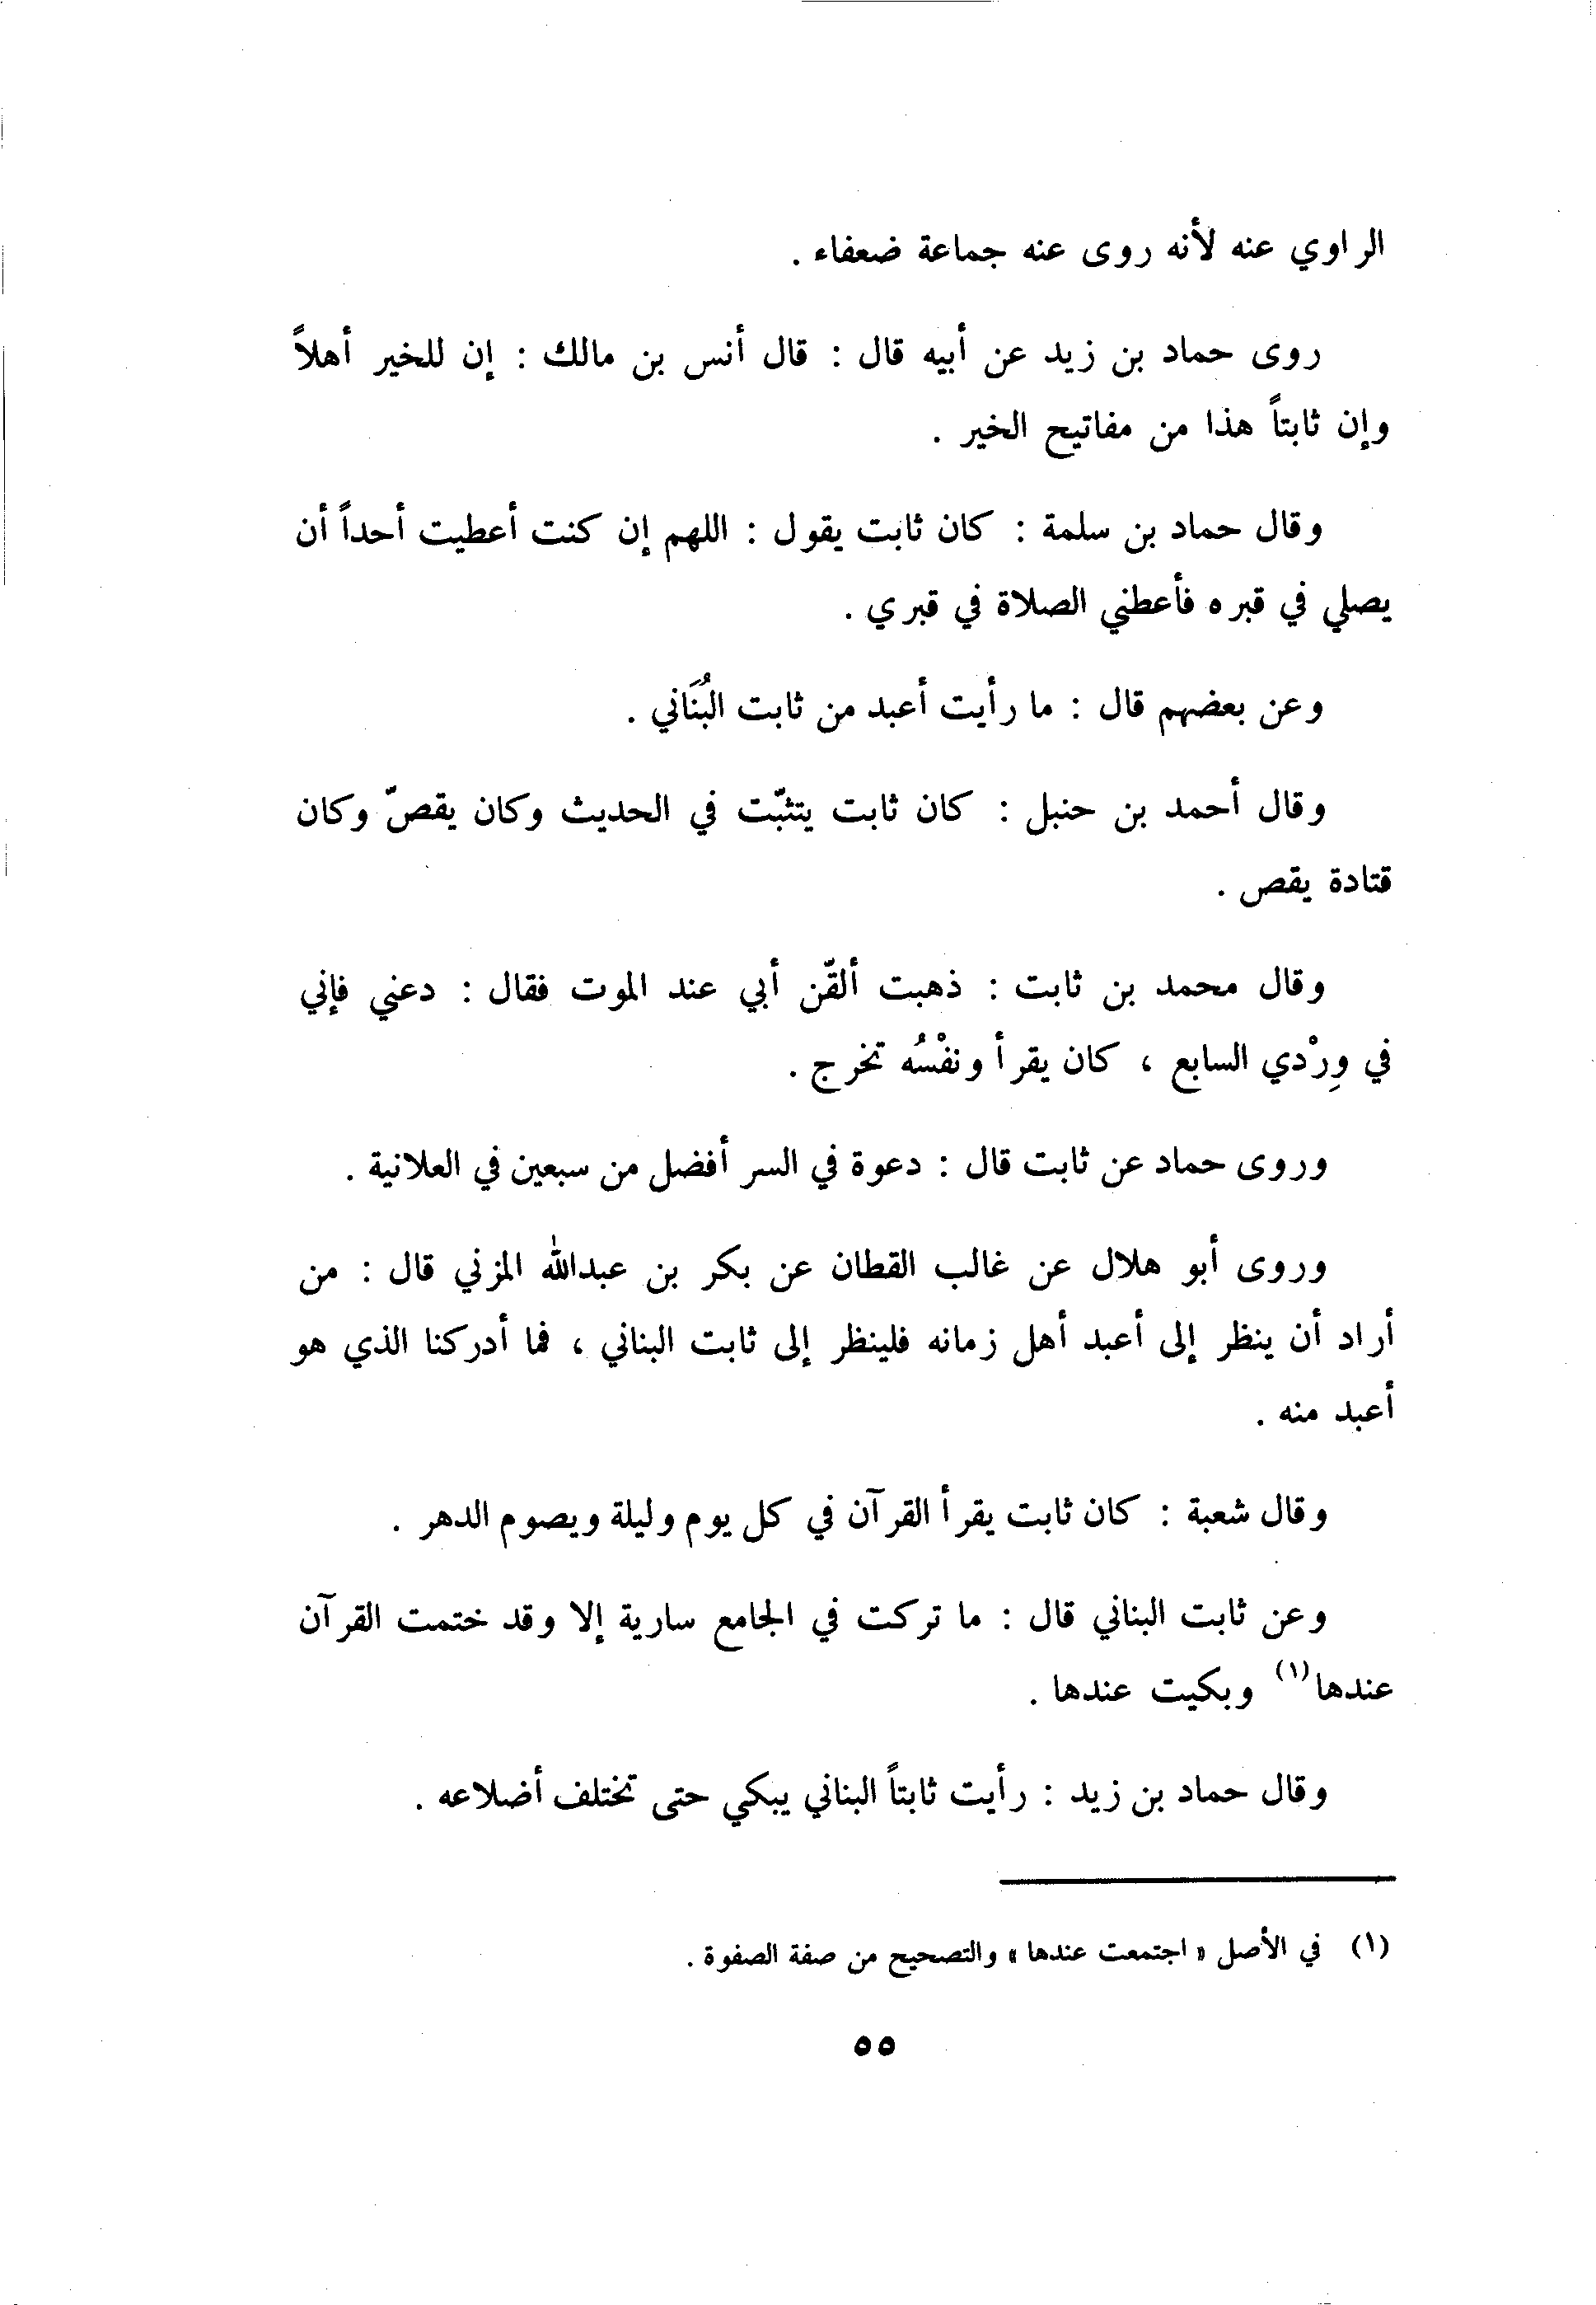 الراوي عنه لأنه روى عنه جماعة ضعفاء .
روى حماد بن زيد عن أبيه قال : قال أنس بن مالك : إن للخير أهلاً
وإن ثابتاً هذا من مفاتيح الخير .
وقال حماد بن سلمة : كان ثابت يقول : اللهم إن كنت أعطيت أحداً أن
يصلي في قبره فأعطني الصلاة في قبري .
وعن بعضهم قال : ما رأيت أعبد من ثابت البُنَاني .
وقال أحمد بن حنبل : كان ثابت يتثبّت في الحديث وكان يقصّ وكان
قتادة يقص .
وقال محمد بن ثابت : ذهبت ألقّن أبي عند الموت فقال : دعني فإني
في وِرْدي السابع ، كان يقرأ ونفْسُه تخرج .
وروى حماد عن ثابت قال : دعوة في السر أفضل من سبعين في العلانية .
وروى أبو هلال عن غالب القطان عن بكر بن عبدالله المزني قال : من
أراد أن ينظر إلى أعبد أهل زمانه فلينظر إلى ثابت البناني ، فما أدركنا الذي هو
أعبد منه .
وقال شعبة : كان ثابت يقرأ القرآن في كل يوم وليلة ويصوم الدهر .
وعن ثابت البناني قال : ما تركت في الجامع سارية إلا وقد ختمت القرآن
عندها(١) وبكيت عندها .
وقال حماد بن زيد : رأيت ثابتاً البناني يبكي حتى تختلف أضلاعه .
(١) في الأصل « اجتمعت عندها » والتصحيح من صفة الصفوة .
٥٥